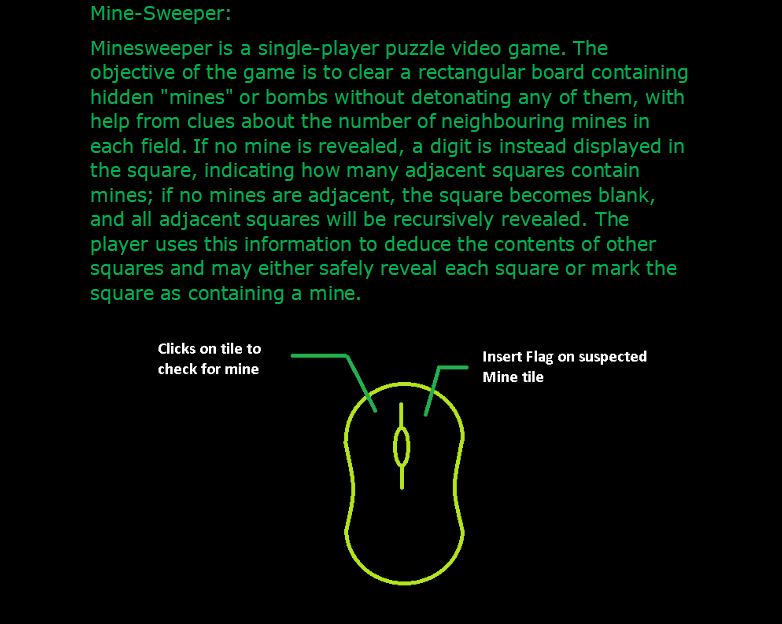 Mine-Sweeper:
Minesweeper is a single-player puzzle video game. The
objective of the game is to clear a rectangular board containing
hidden "mines" or bombs without detonating any of them, with
help from clues about the number of neighbouring mines in
each field. If no mine is revealed, a digit is instead displayed in
the square, indicating how many adjacent squares contain
mines; if no mines are adjacent, the square becomes blank,
and all adjacent squares will be recursively revealed. The
player uses this information to deduce the contents of other
squares and may either safely reveal each square or mark the
square as containing a mine.
Clicks on tile to
check for mine
Insert Flag on suspected
Mine tile